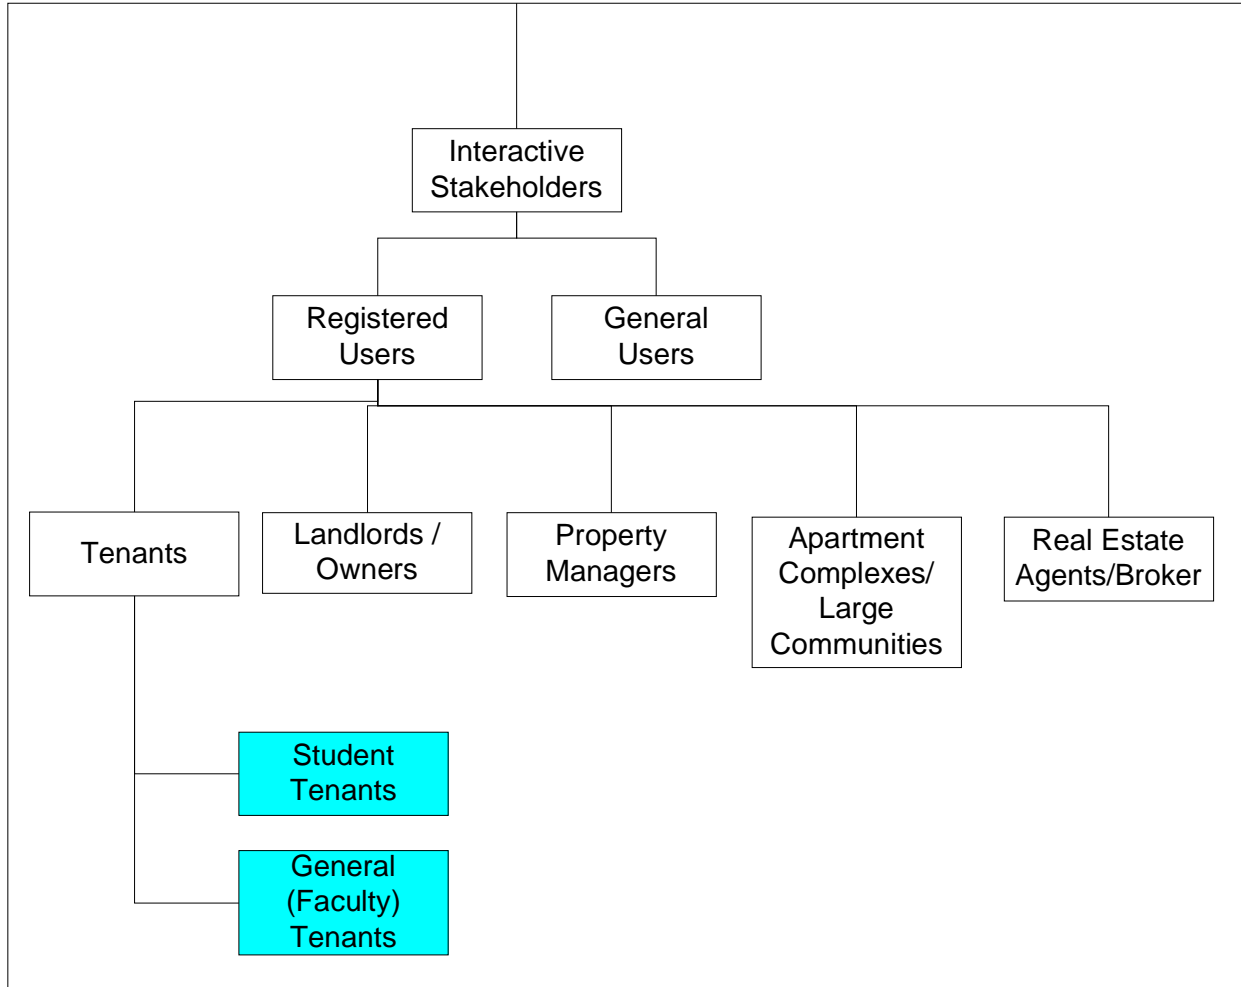 Interactive
Stakeholders
Registered
Users
General
Users
Tenants
Landlords /
Owners
Property
Managers
Apartment
Complexes/
Large
Communities
Real Estate
Agents/Broker
Student
Tenants
General
(Faculty)
Tenants